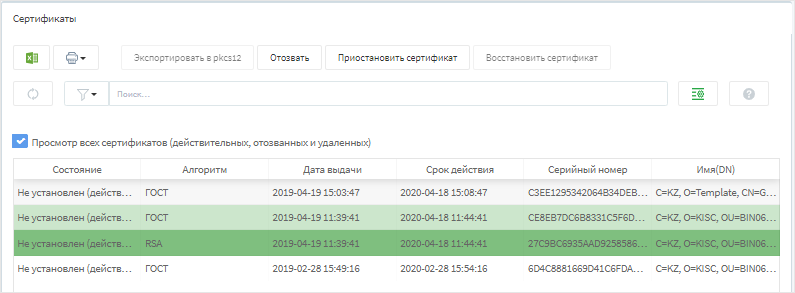 Сертификаты
Экспортировать в pkcs12 Отозвать Приостановить сертификат Восстановить сертификат
Поиск...
Просмотр всех сертификатов (действительных, отозванных и удаленных)
Состояние Алгоритм Дата выдачи Срок действия Серийный номер Имя(DN)
Не установлен (действ... ГОСТ 2019-04-19 15:03:47 2020-04-18 15:08:47 C3EE1295342064B34DEB... C=KZ, O=Template, CN=G...
Не установлен (действ... ГОСТ 2019-04-19 11:39:41 2020-04-18 11:44:41 CE8EB7DC6B8331C5F6D... C=KZ, O=KISC, OU=BIN06...
Не установлен (действ... RSA 2019-04-19 11:39:41 2020-04-18 11:44:41 27C9BC6935AAD9258586... C=KZ, O=KISC, OU=BIN06...
Не установлен (действ... ГОСТ 2019-02-28 15:49:16 2020-02-28 15:54:16 6D4C8881669D41C6FDA... C=KZ, O=KISC, OU=BIN06...